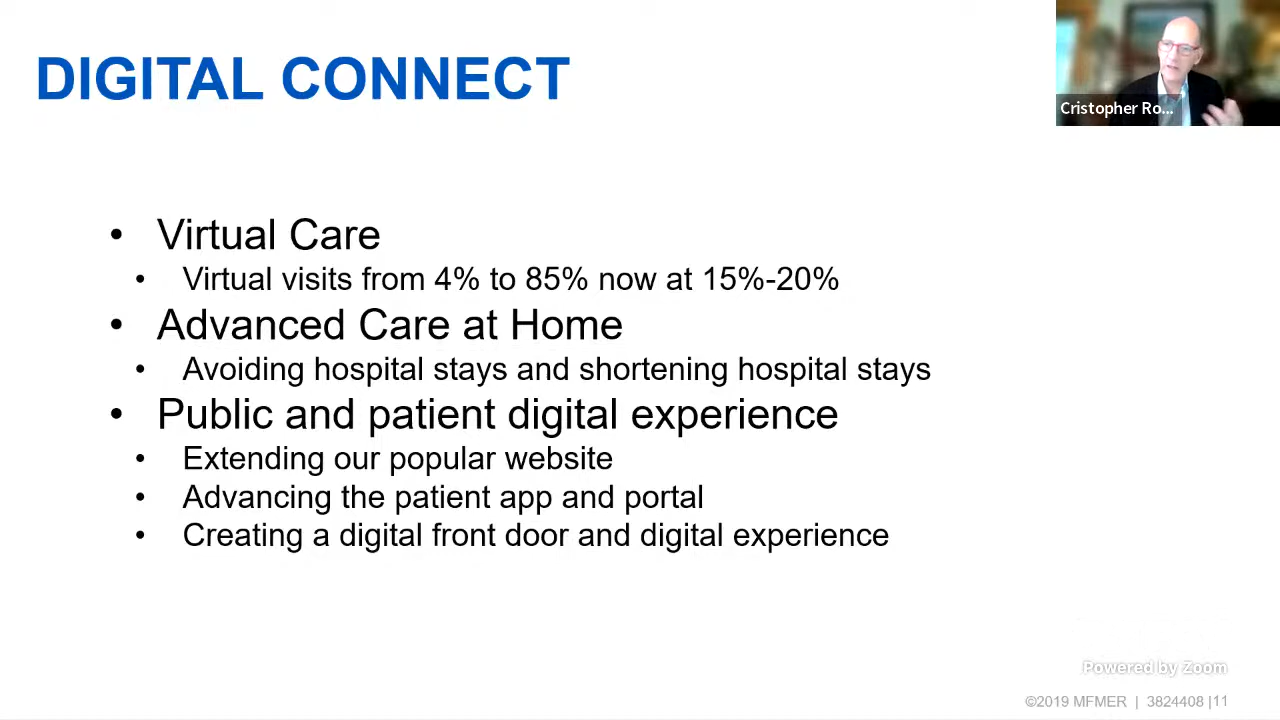 DIGITAL CONNECT
Cristopher Ro...
• Virtual Care
• Virtual visits from 4% to 85% now at 15%-20%
• Advanced Care at Home
• Avoiding hospital stays and shortening hospital stays
• Public and patient digital experience
• Extending our popular website
• Advancing the patient app and portal
• Creating a digital front door and digital experience
Powered by Zoom
©2019 MFMER | 3824408 |11